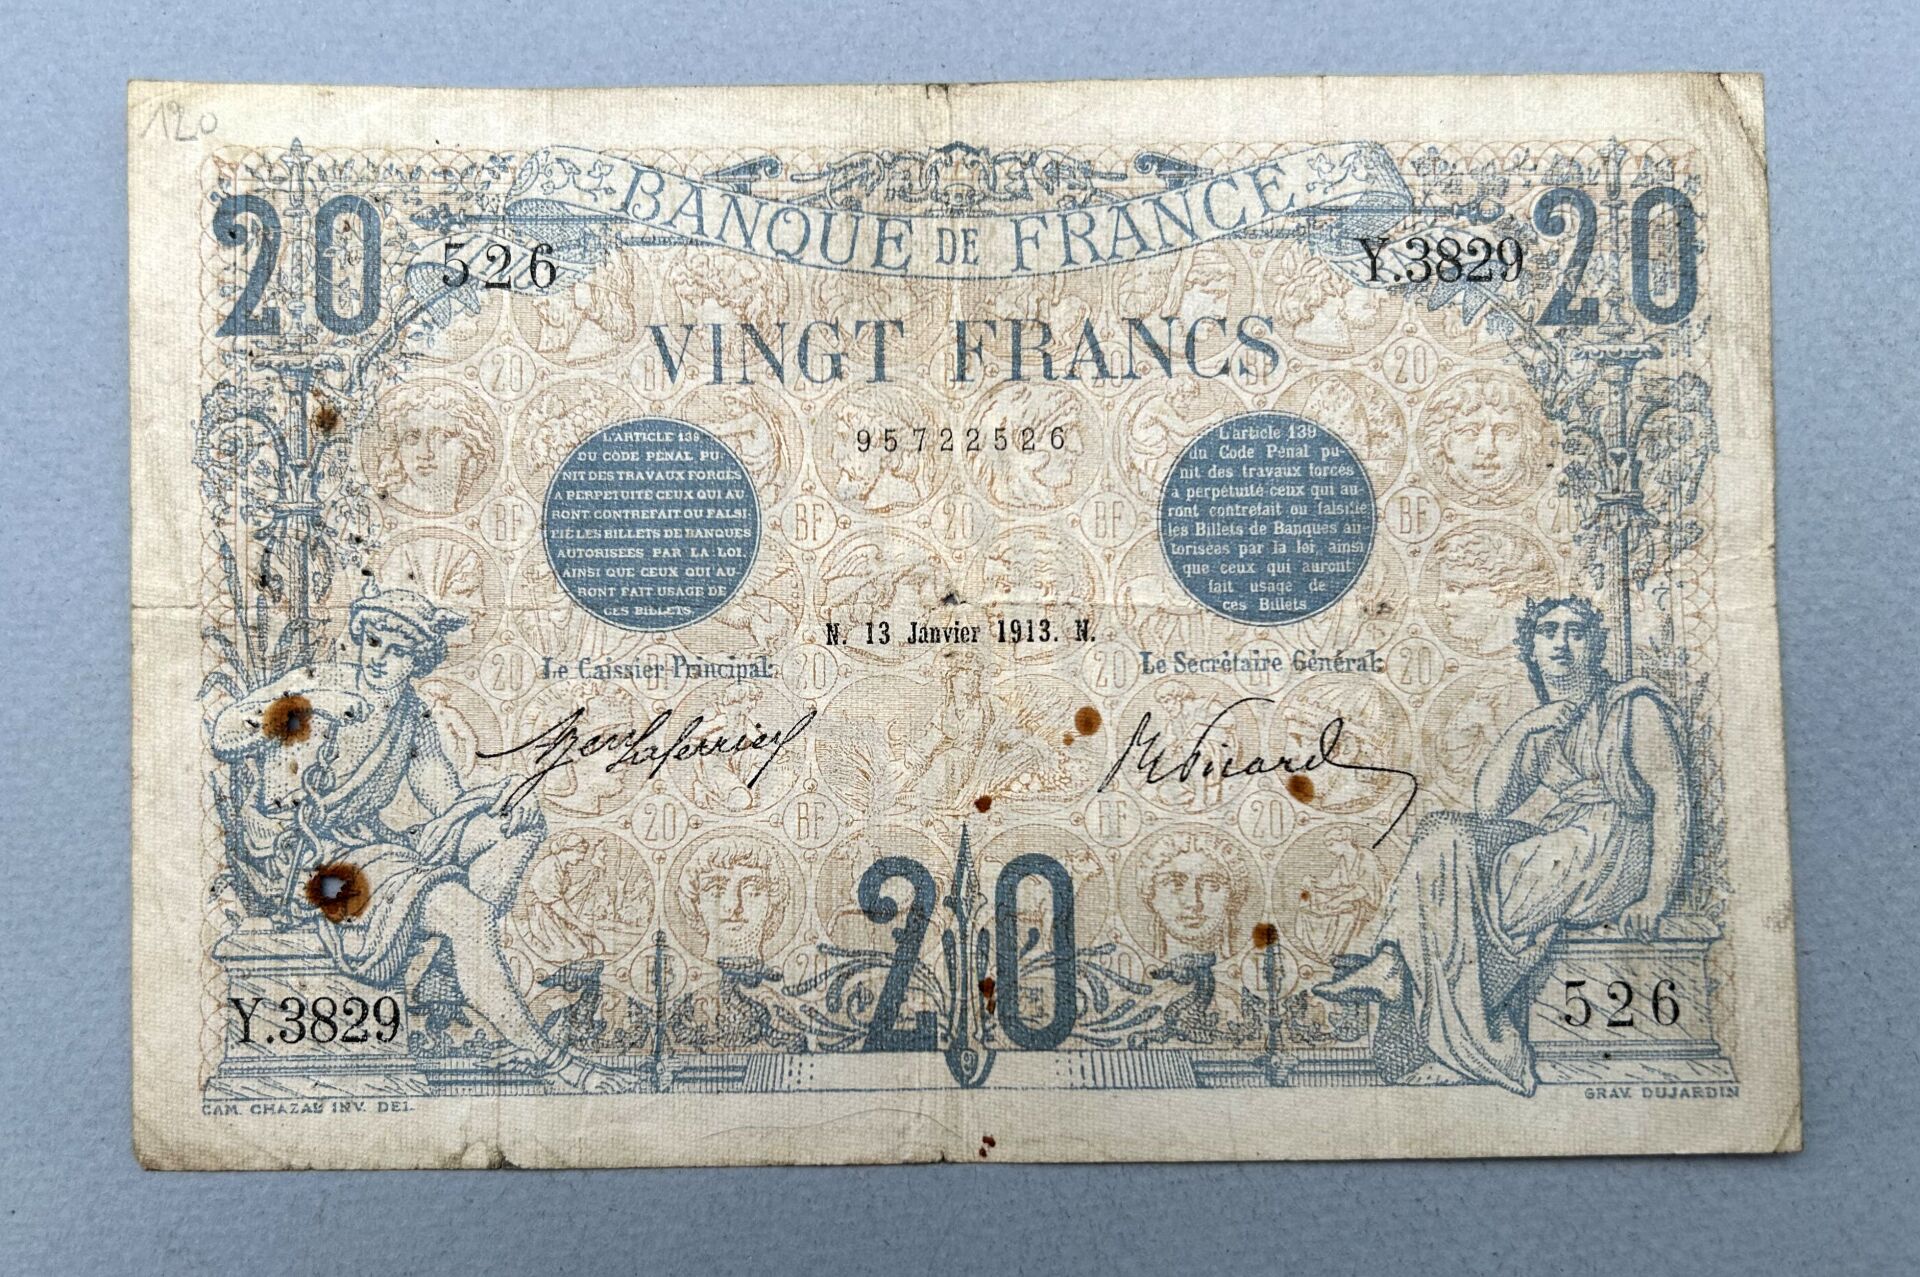 120
BANQUE DE FRANCE
20 526 Y.3829 20
VINGT FRANCS
95722526
L'ARTICLE 139
DU CODE PÉNAL PU-
NIT DES TRAVAUX FORCÉS
A PERPÉTUITÉ CEUX QUI AU
RONT CONTREFAIT OU FALSI-
FIÉ LES BILLETS DE BANQUES
AUTORISÉES PAR LA LOI,
AINSI QUE CEUX QUI AU-
RONT FAIT USAGE DE
CES BILLETS.
L'article 139
du Code Pénal pu-
nit des travaux forcés
à perpétuité ceux qui au-
ront contrefait ou falsifié
les Billets de Banques au
torisées par la loi, ainsi
que ceux qui auront
fait usage de
ces Billets
N. 13 Janvier 1913. N.
Le Caissier Principal:
Le Secrétaire Général:
Picard
20
Y.3829
526
CAM. CHAZAL INV. DEL.
GRAV. DUJARDIN
20
BF